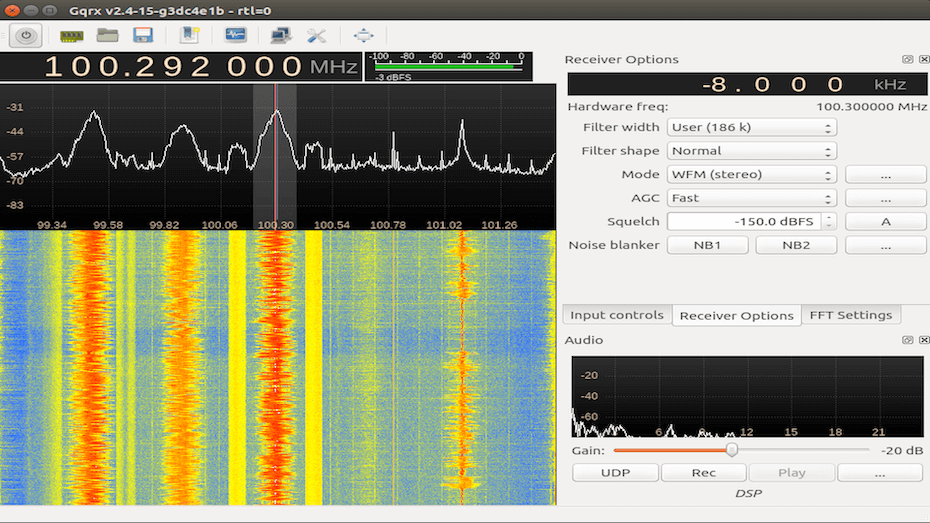 Gqrx v2.4-15-g3dc4e1b - rtl=0
100.292 000 MHz
-100 -80 -60 -40 -20 0
-3 dBFS
-31
-44
-57
-70
-83
99.34 99.58 99.82 100.06 100.30 100.54 100.78 101.02 101.26
Receiver Options
-8.000 kHz
Hardware freq: 100.300000 MHz
Filter width User (186 k)
Filter shape Normal
Mode WFM (stereo) ...
AGC Fast ...
Squelch -150.0 dBFS A
Noise blanker NB1 NB2 ...
Input controls Receiver Options FFT Settings
Audio
-20
-40
-60
6 9 12 15 18 21
Gain: -20 dB
UDP Rec Play ...
DSP